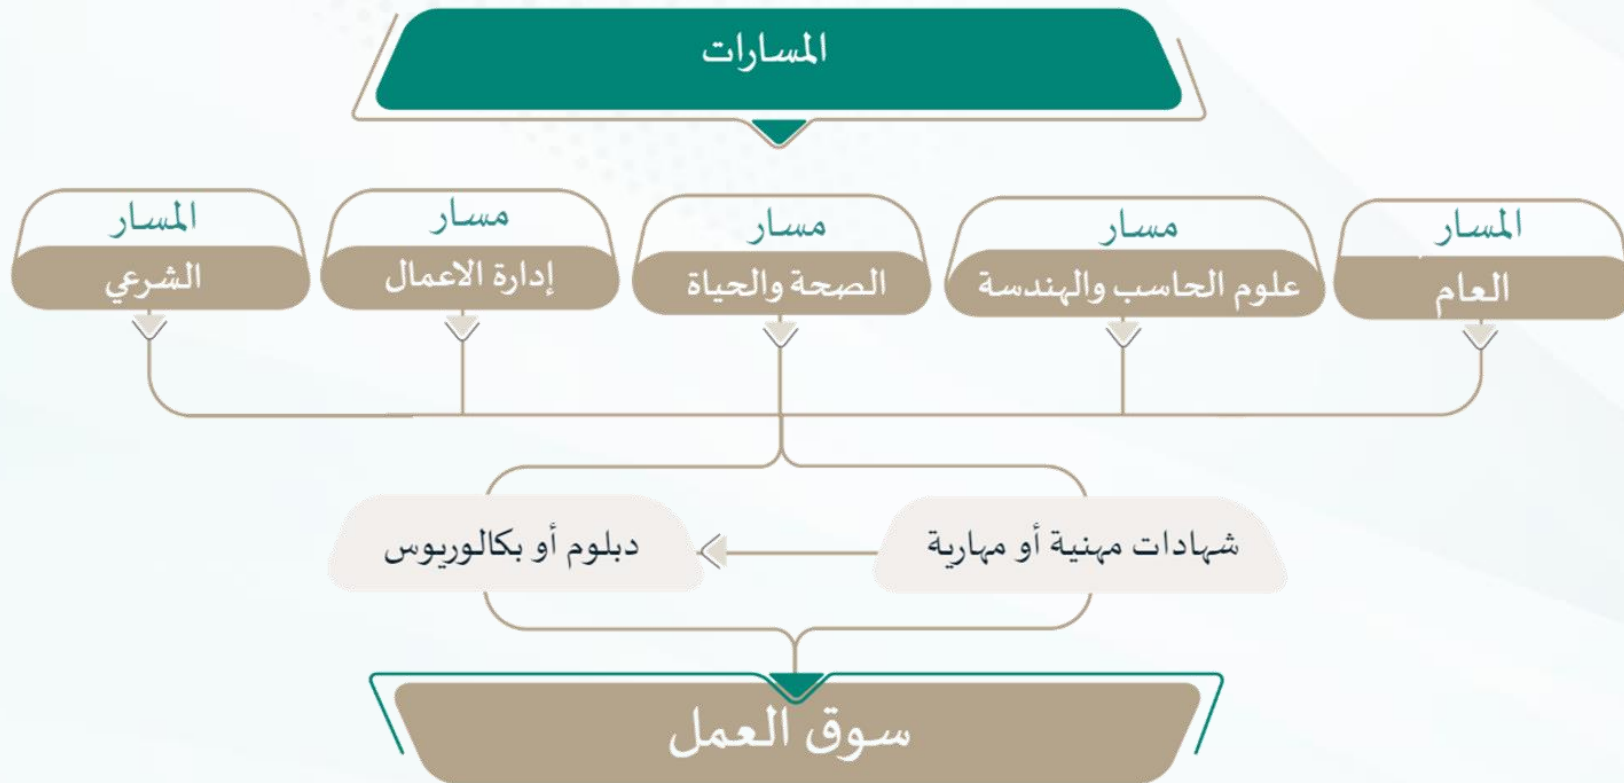 المسارات
المسار
العام
مسار
علوم الحاسب والهندسة
مسار
الصحة والحياة
مسار
إدارة الاعمال
المسار
الشرعي
شهادات مهنية أو مهارية
دبلوم أو بكالوريوس
سوق العمل